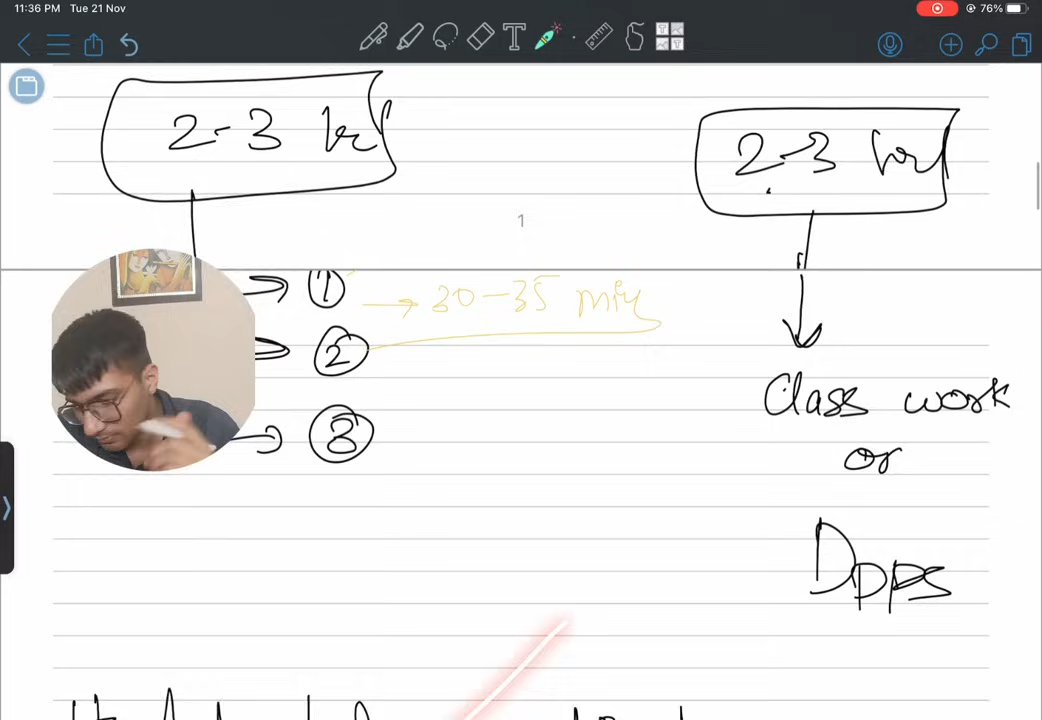 11:36 PM Tue 21 Nov
76%
2-3 hr
2-3 hr
1
① → 30-35 min
②
③
Class work
or
DPPS